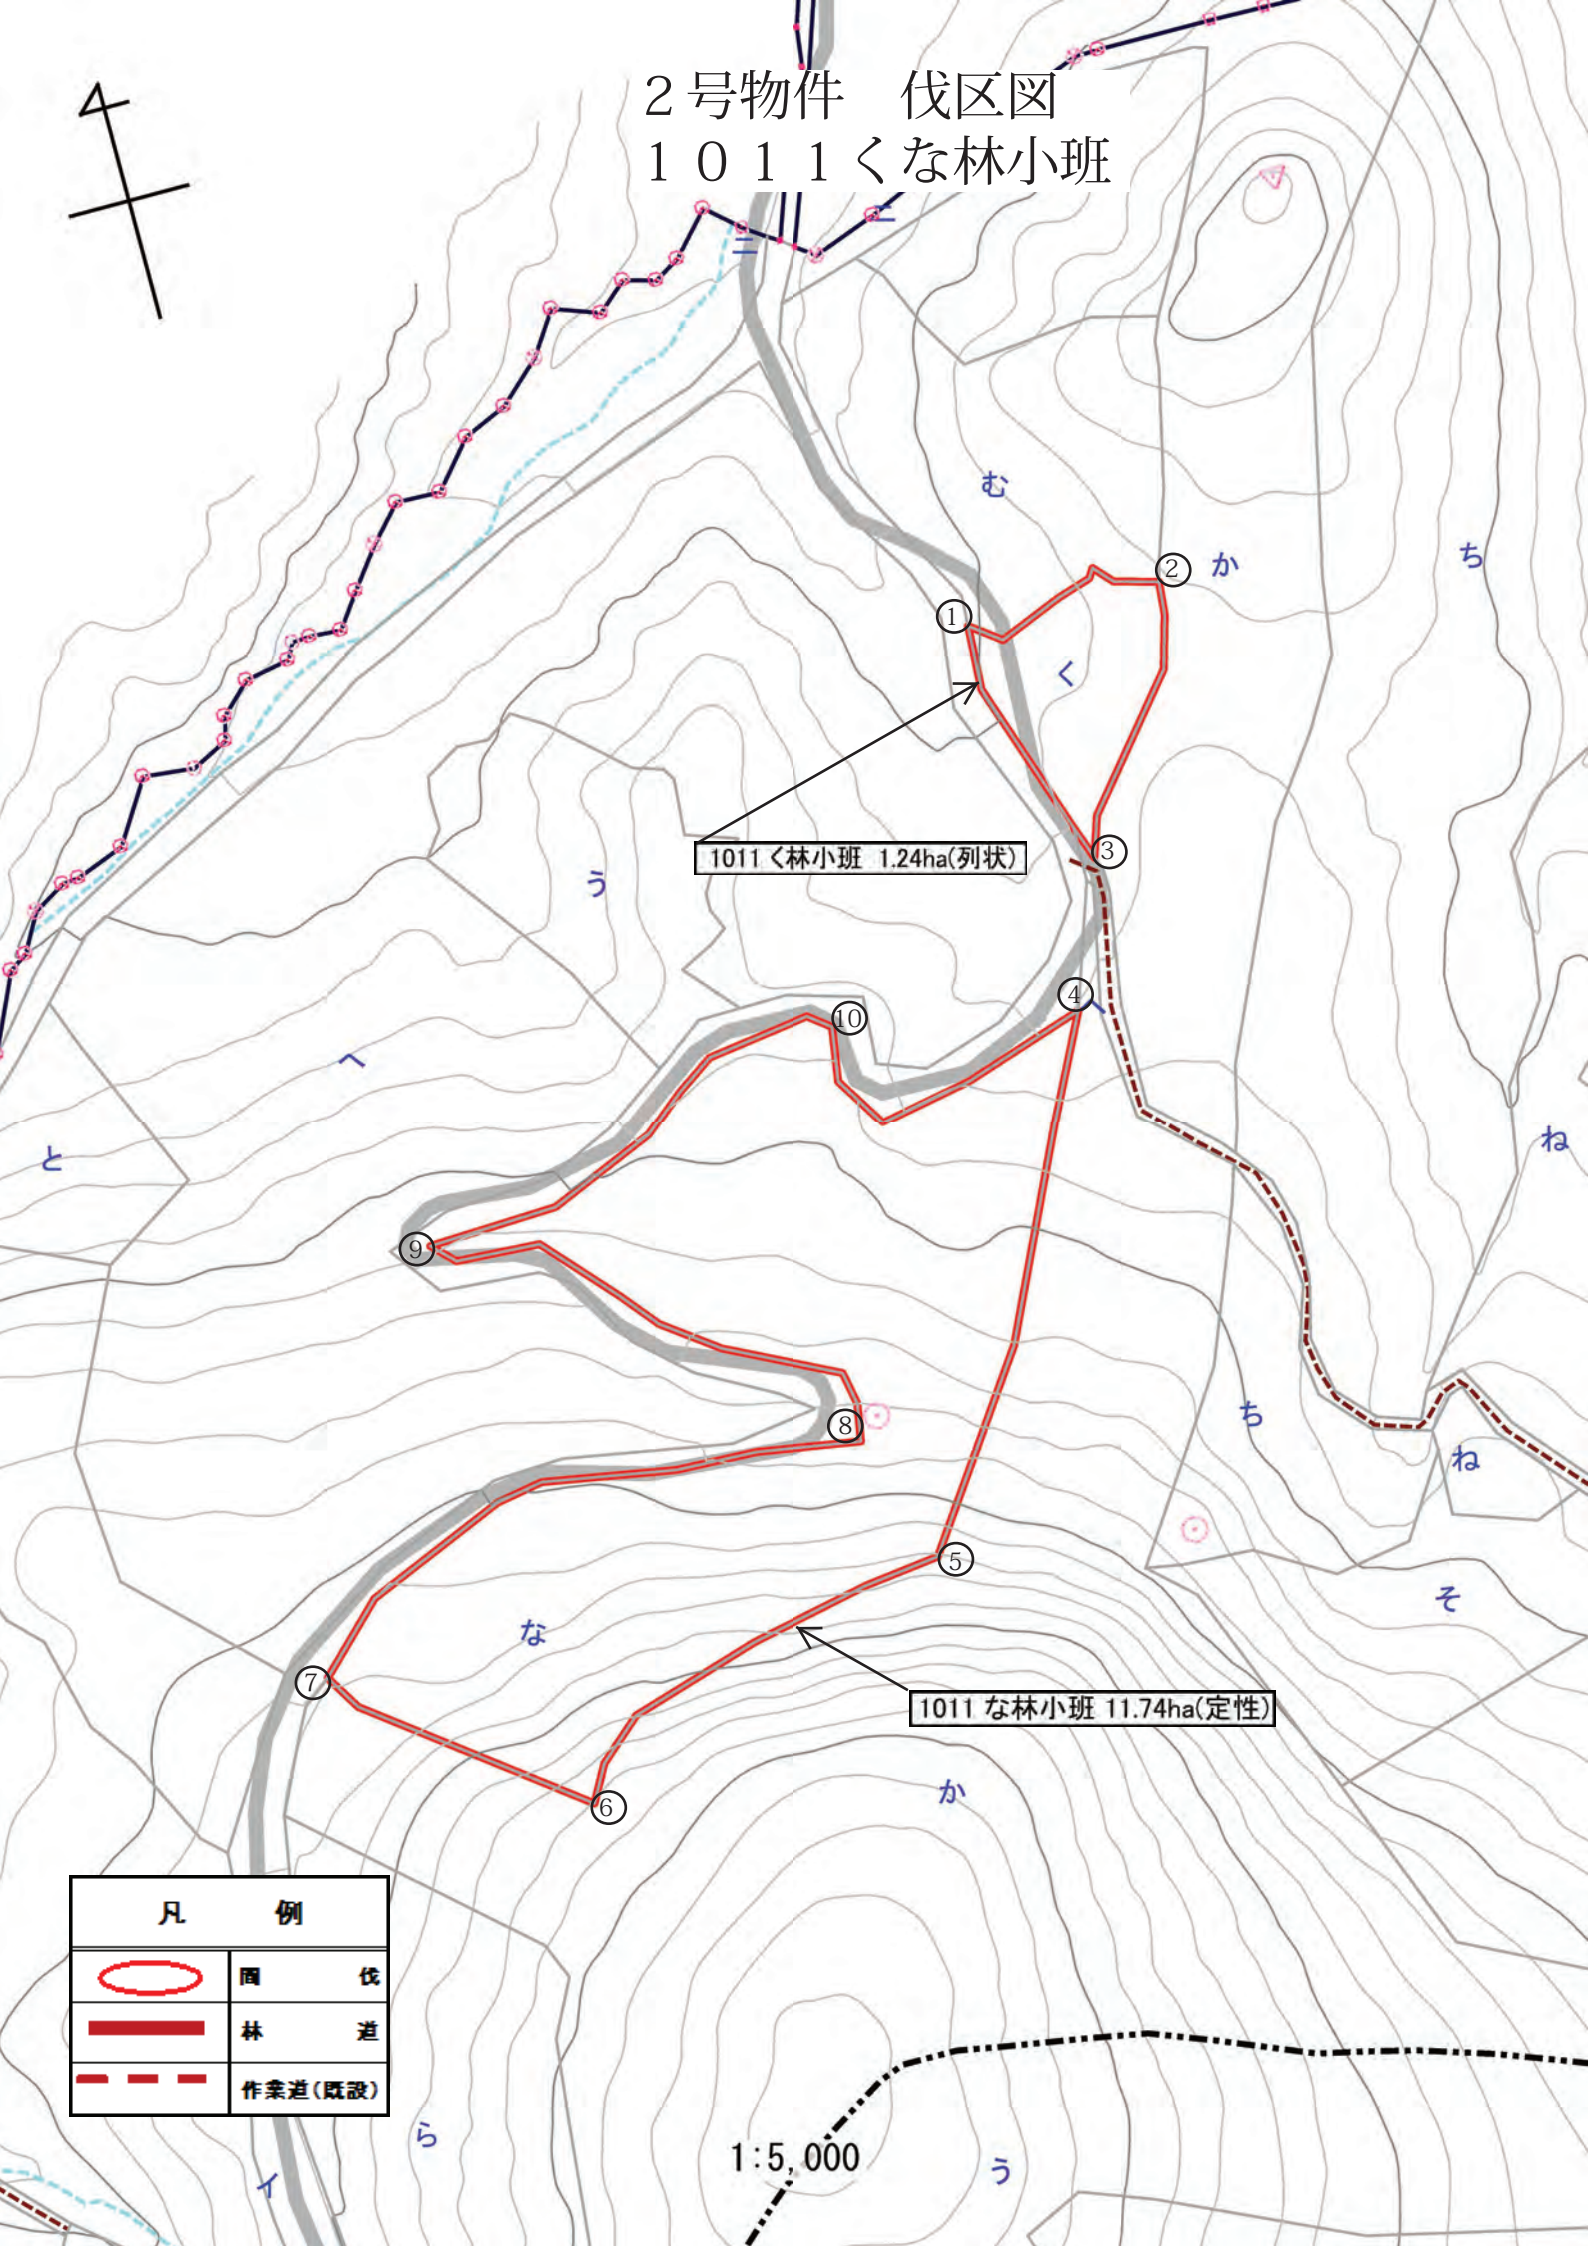 ２号物件　伐区図
１０１１くな林小班
ニ
ニ
む
か
ち
②
①
く
1011 く林小班 1.24ha(列状)
③
う
④
へ
⑩
へ
と
ね
⑨
ち
⑧
ね
⑤
そ
な
⑦
1011 な林小班 11.74ha(定性)
か
⑥
凡　例
間　伐
林　道
作業道(既設)
ら
1:5,000
う
イ